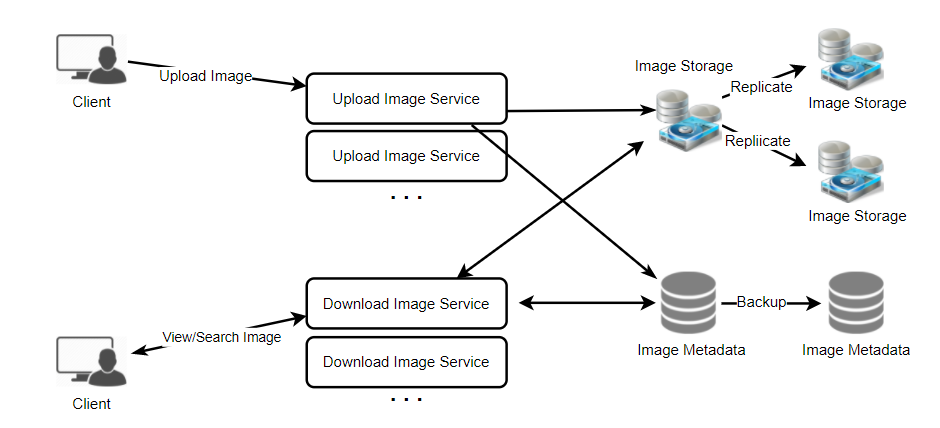 Client
Upload Image
Upload Image Service
Upload Image Service
. . .
Image Storage
Replicate
Image Storage
Repliicate
Image Storage
Client
View/Search Image
Download Image Service
Download Image Service
. . .
Image Metadata
Backup
Image Metadata